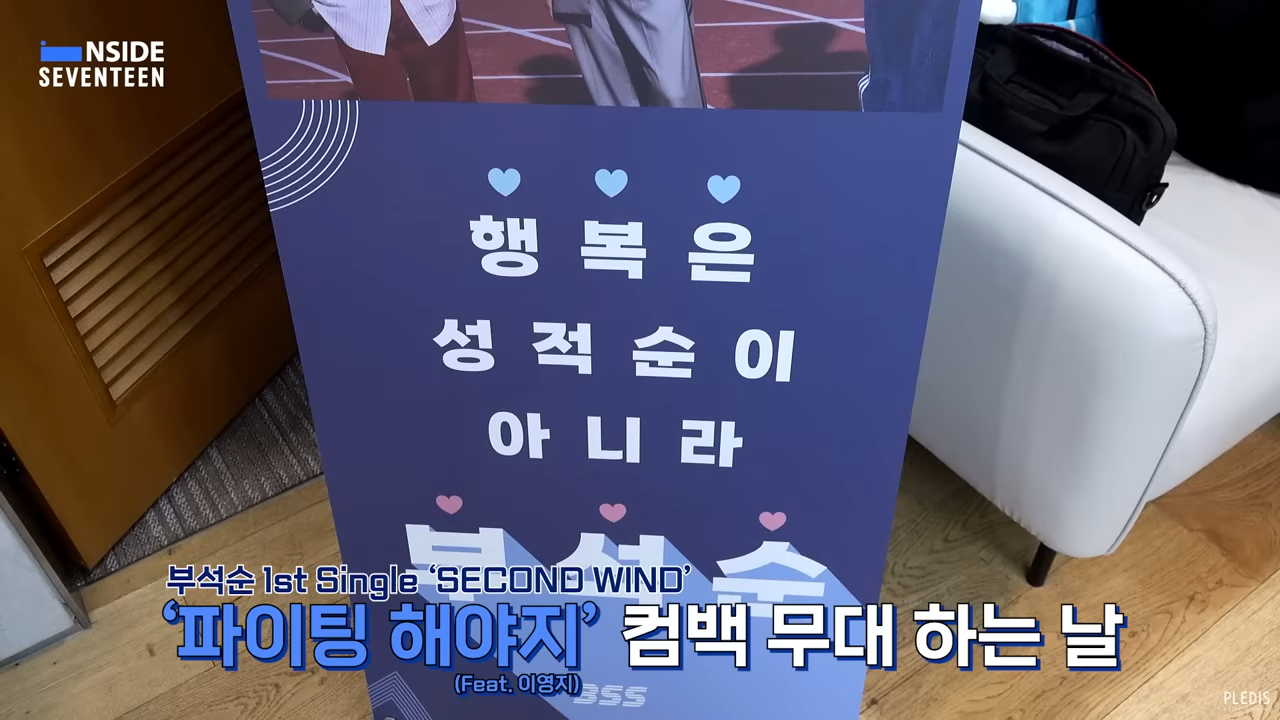 INSIDE
SEVENTEEN
행복은
성적순이
아니라
부석순
부석순 1st Single ‘SECOND WIND’
‘파이팅 해야지’ 컴백 무대 하는 날
(Feat. 이영지)
BSS
PLEDIS